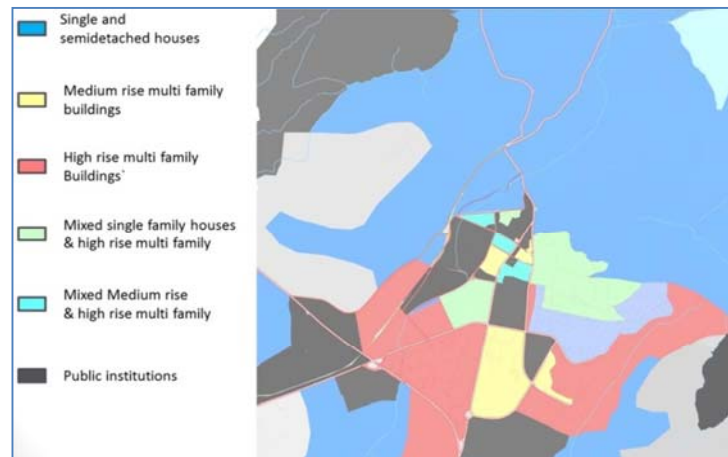 Single and
semidetached houses
Medium rise multi family
buildings
High rise multi family
Buildings`
Mixed single family houses
& high rise multi family
Mixed Medium rise
& high rise multi family
Public institutions